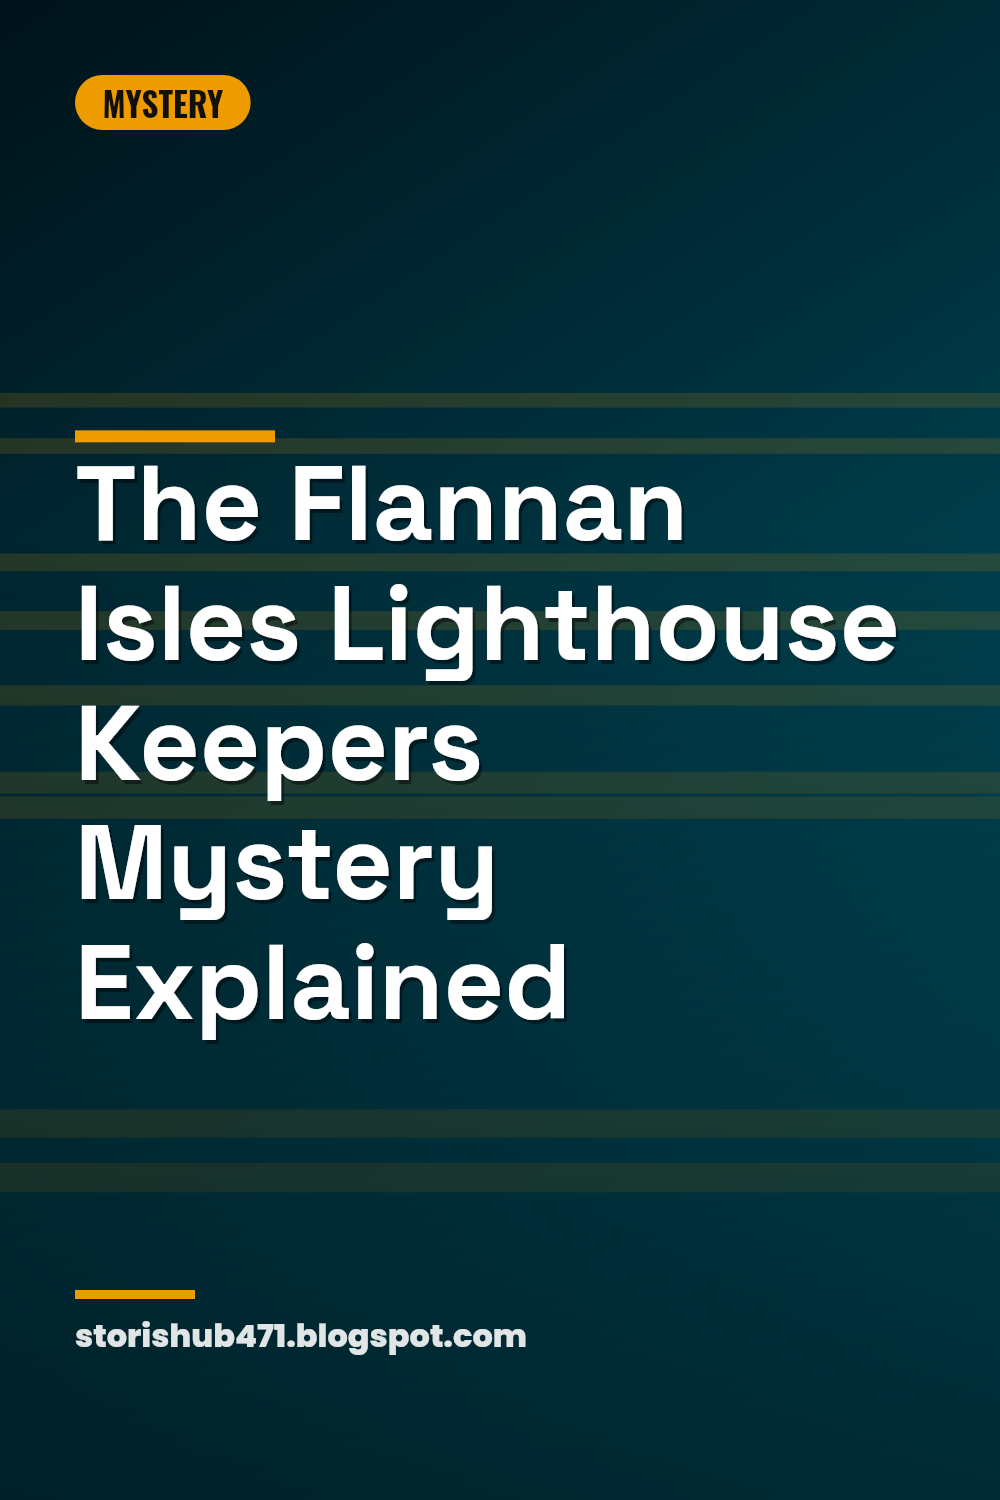 MYSTERY
The Flannan
Isles Lighthouse
Keepers
Mystery
Explained
storishub471.blogspot.com